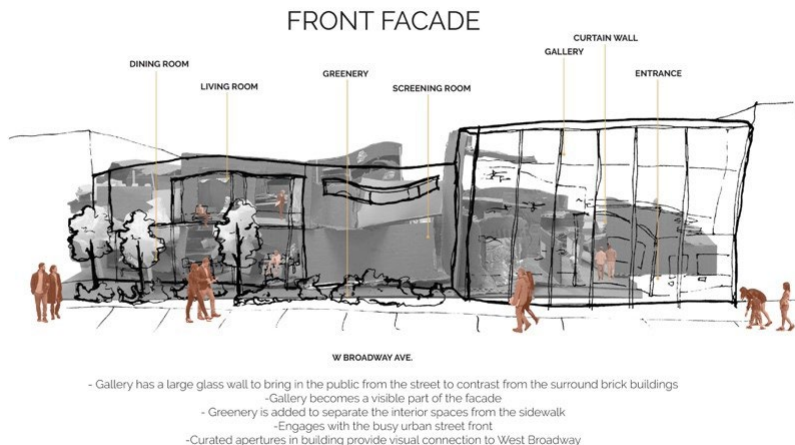 FRONT FACADE
CURTAIN WALL
GALLERY
DINING ROOM
ENTRANCE
GREENERY
LIVING ROOM
SCREENING ROOM
W BROADWAY AVE.
- Gallery has a large glass wall to bring in the public from the street to contrast from the surround brick buildings
-Gallery becomes a visible part of the facade
- Greenery is added to separate the interior spaces from the sidewalk
-Engages with the busy urban street front
-Curated apertures in building provide visual connection to West Broadway